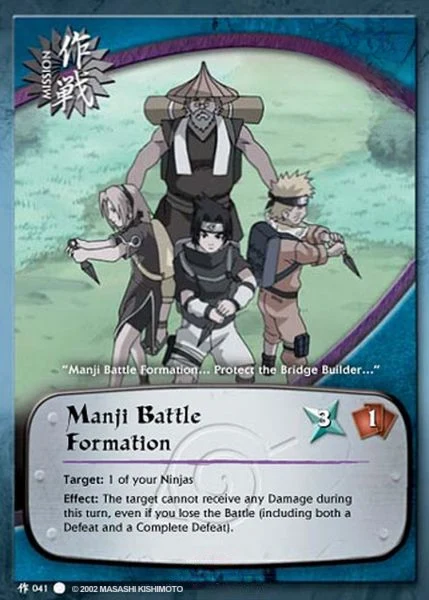 作戦
MISSION
"Manji Battle Formation... Protect the Bridge Builder..."
Manji Battle
Formation
3
1
Target: 1 of your Ninjas
Effect: The target cannot receive any Damage during
this turn, even if you lose the Battle (including both a
Defeat and a Complete Defeat).
作 041 © 2002 MASASHI KISHIMOTO